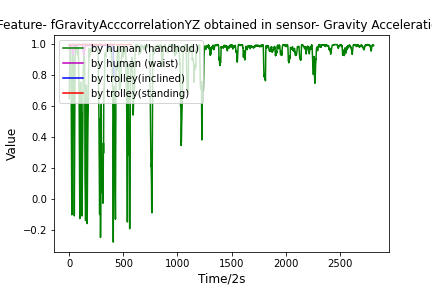 Feature- fGravityAcccorrelationYZ obtained in sensor- Gravity Accelerati
1.0
0.8
0.6
0.4
0.2
0.0
−0.2
Value
by human (handhold)
by human (waist)
by trolley(inclined)
by trolley(standing)
0 500 1000 1500 2000 2500
Time/2s